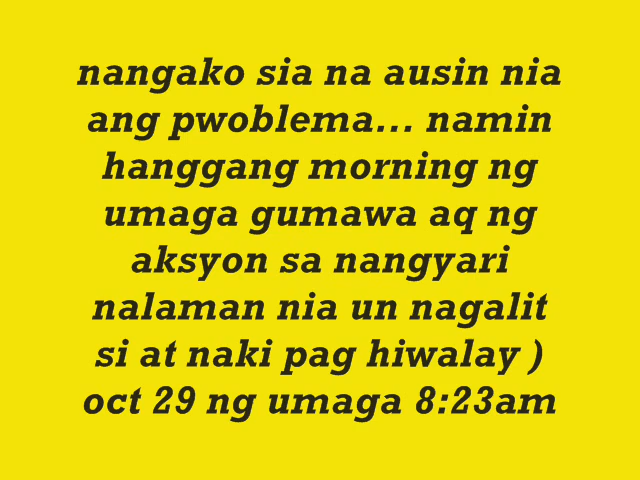 nangako sia na ausin nia
ang pwoblema... namin
hanggang morning ng
umaga gumawa aq ng
aksyon sa nangyari
nalaman nia un nagalit
si at naki pag hiwalay )
oct 29 ng umaga 8:23am